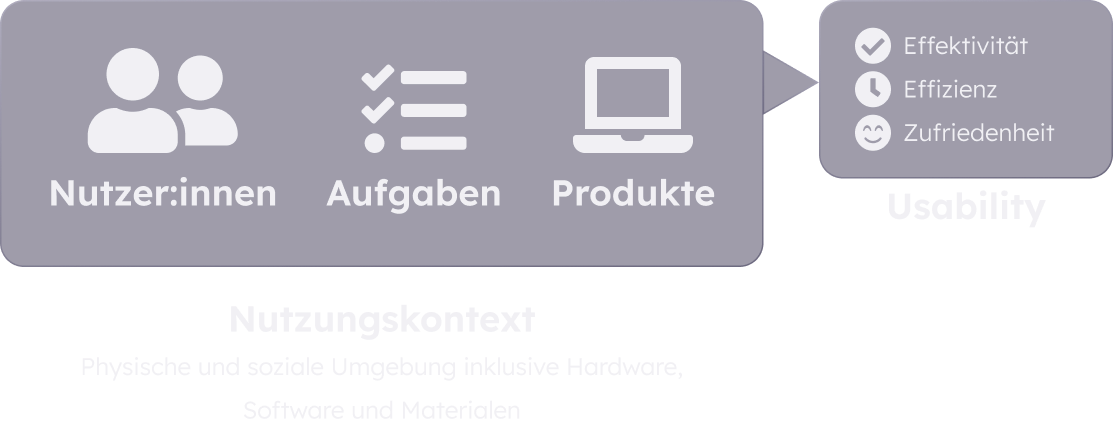 Nutzer:innen
Aufgaben
Produkte
Effektivität
Effizienz
Zufriedenheit
Usability
Nutzungskontext
Physische und soziale Umgebung inklusive Hardware,
Software und Materialen